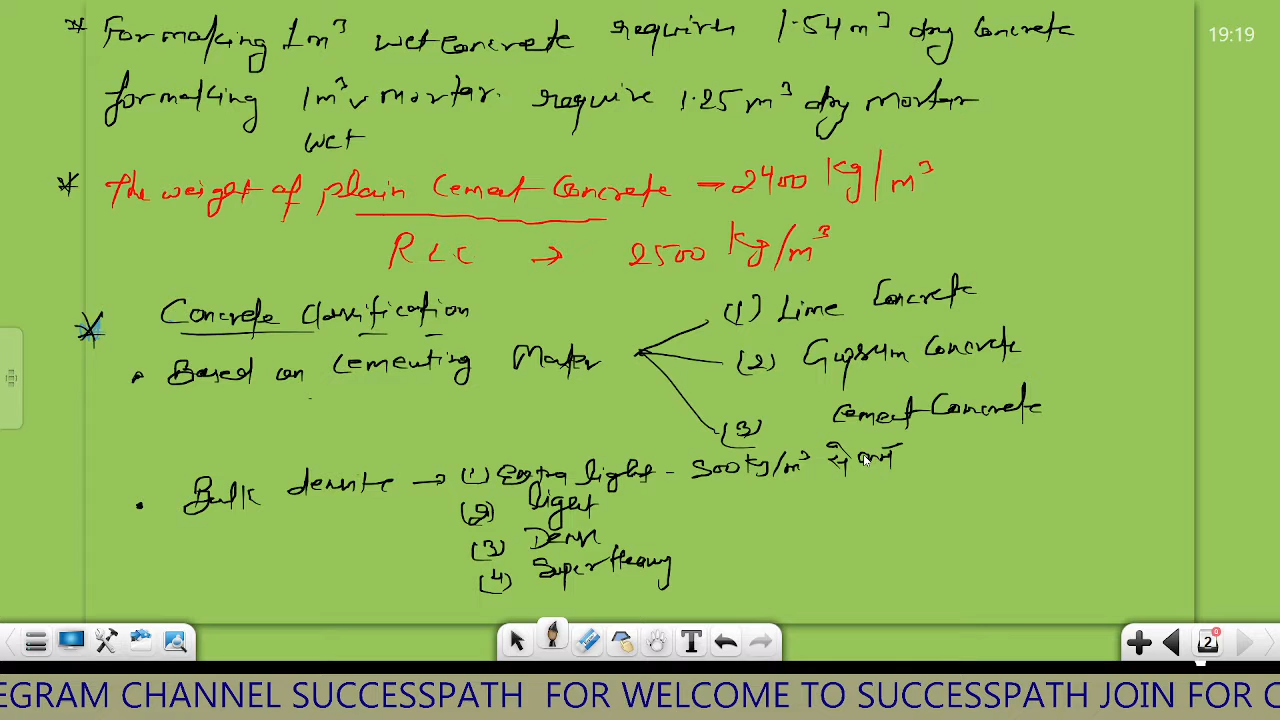 * For making 1m³ wet concrete requires 1.54m³ dry concrete
19:19
for making 1m³ wet mortar. require 1.25 m³ dry mortar
* The weight of plain Cement Concrete → 2400 kg/m³
RCC → 2500 kg/m³
* Concrete classification
(1) Lime Concrete
• Based on cementing Mater
(2) Gypsum Concrete
(3) cement Concrete
• Bulk densite → (1) Extra light - 500 kg/m³ से कम
(2) light
(3) Dense
(4) Super Heavy
T
2
EGRAM CHANNEL SUCCESSPATH FOR WELCOME TO SUCCESSPATH JOIN FOR C